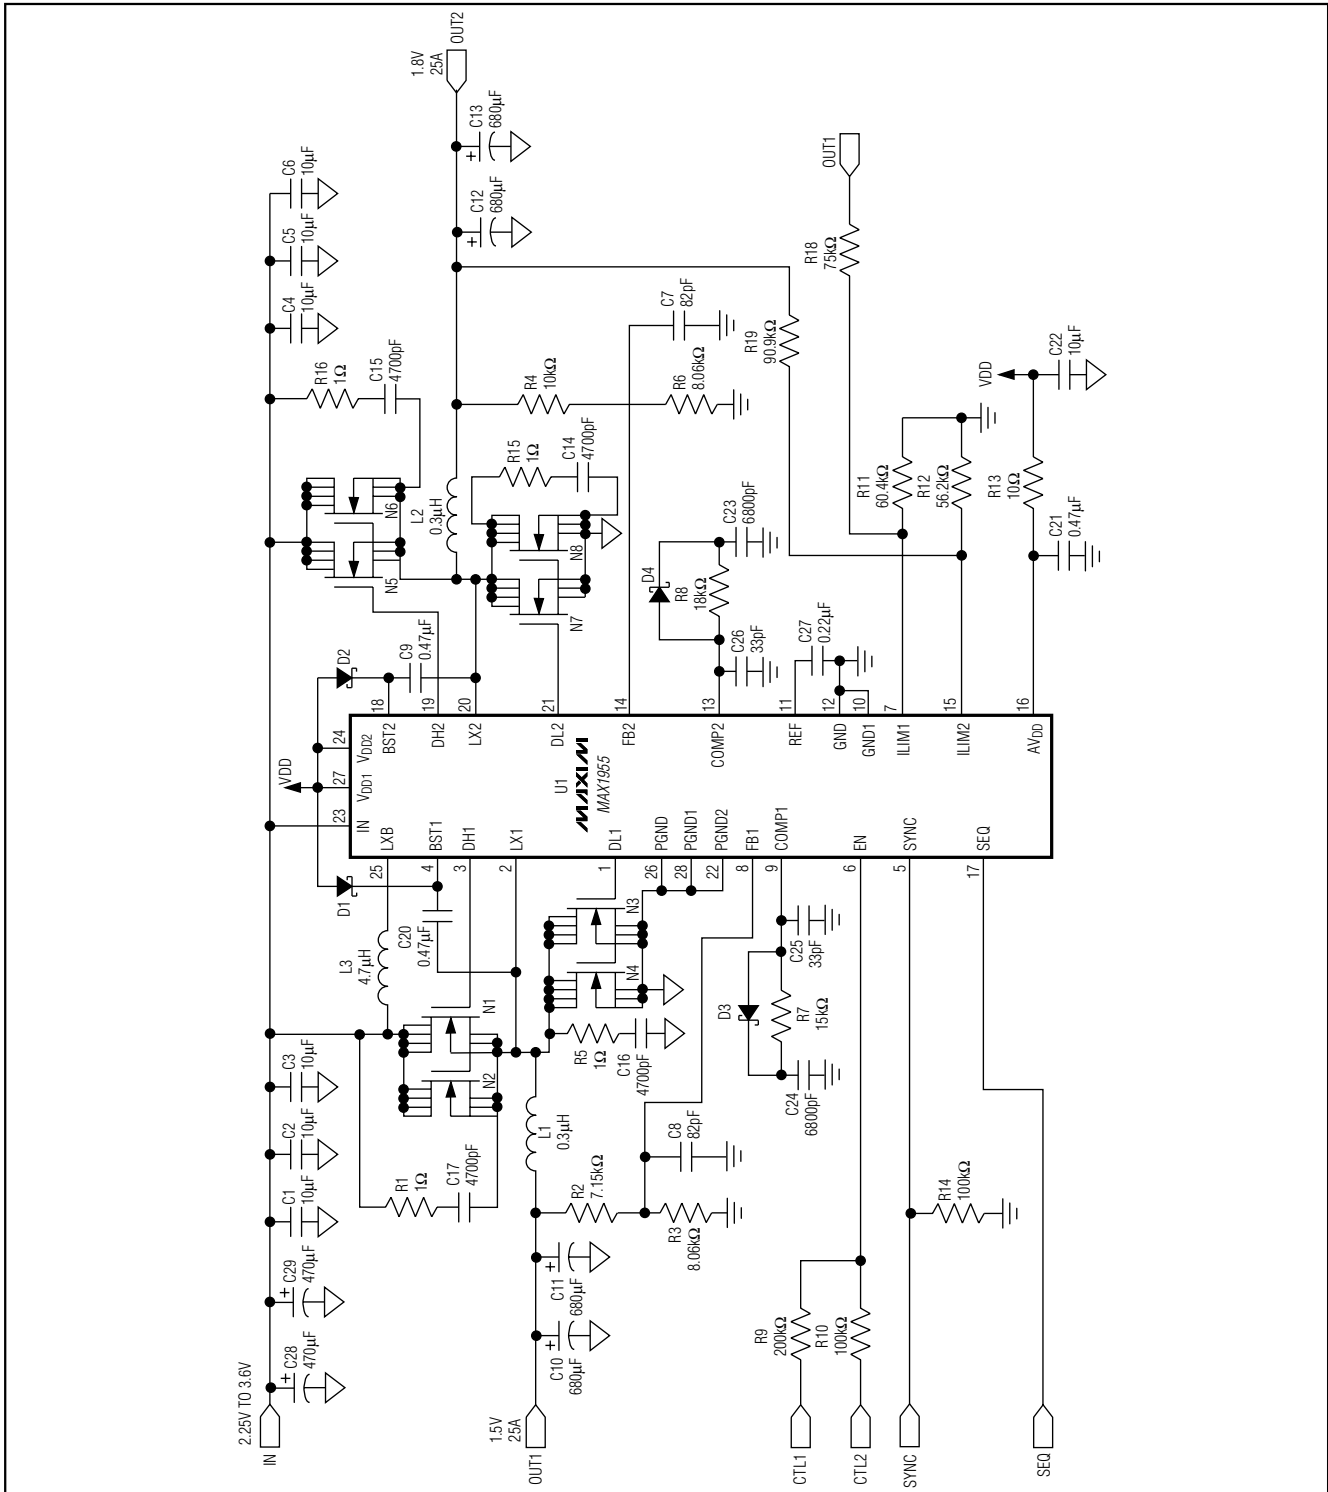 2.25V TO 3.6V
IN
C28
470µF
C29
470µF
C1
10µF
C2
10µF
C3
10µF
C4
10µF
C5
10µF
C6
10µF
1.8V
25A
OUT2
C13
680µF
C12
680µF
R16
1Ω
C15
4700pF
N6
N5
L2
0.3µH
R15
1Ω
C14
4700pF
N8
N7
R4
10kΩ
R6
8.06kΩ
C7
82pF
R19
90.9kΩ
R18
75kΩ
OUT1
D4
R8
18kΩ
C23
6800pF
C26
33pF
C27
0.22µF
R11
60.4kΩ
R12
56.2kΩ
R13
10Ω
VDD
C22
10µF
C21
0.47µF
D2
C9
0.47µF
VDD
23
27
24
IN
VDD1
VDD2
18
BST2
19
DH2
20
LX2
21
DL2
14
FB2
13
COMP2
11
REF
12
GND
10
GND1
7
ILIM1
15
ILIM2
16
AVDD
U1
MAXIM
MAX1955
25
LXB
4
BST1
3
DH1
2
LX1
1
DL1
26
PGND
28
PGND1
22
PGND2
8
FB1
9
COMP1
6
EN
5
SYNC
17
SEQ
D1
L3
4.7µH
C20
0.47µF
N1
N2
N3
N4
R1
1Ω
C17
4700pF
L1
0.3µH
R5
1Ω
C16
4700pF
R2
7.15kΩ
R3
8.06kΩ
C8
82pF
C11
680µF
C10
680µF
1.5V
25A
OUT1
D3
R7
15kΩ
C25
33pF
C24
6800pF
R9
200kΩ
R10
100kΩ
R14
100kΩ
CTL1
CTL2
SYNC
SEQ